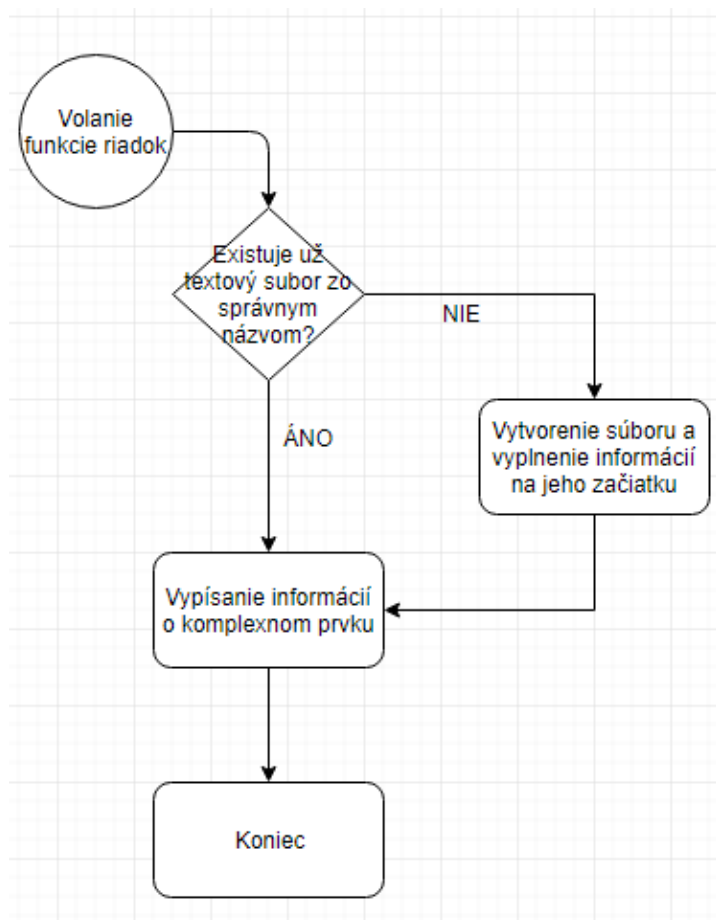 Volanie
funkcie riadok
Existuje už
textový subor zo
správnym
názvom?
NIE
ÁNO
Vytvorenie súboru a
vyplnenie informácií
na jeho začiatku
Vypísanie informácií
o komplexnom prvku
Koniec